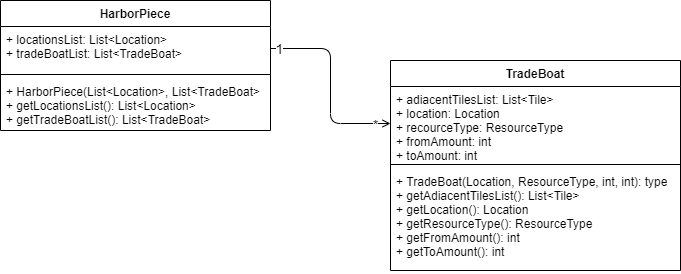 HarborPiece
+ locationsList: List<Location>
+ tradeBoatList: List<TradeBoat>
+ HarborPiece(List<Location>, List<TradeBoat>
+ getLocationsList(): List<Location>
+ getTradeBoatList(): List<TradeBoat>
1
*
TradeBoat
+ adiacentTilesList: List<Tile>
+ location: Location
+ recourceType: ResourceType
+ fromAmount: int
+ toAmount: int
+ TradeBoat(Location, ResourceType, int, int): type
+ getAdiacentTilesList(): List<Tile>
+ getLocation(): Location
+ getResourceType(): ResourceType
+ getFromAmount(): int
+ getToAmount(): int